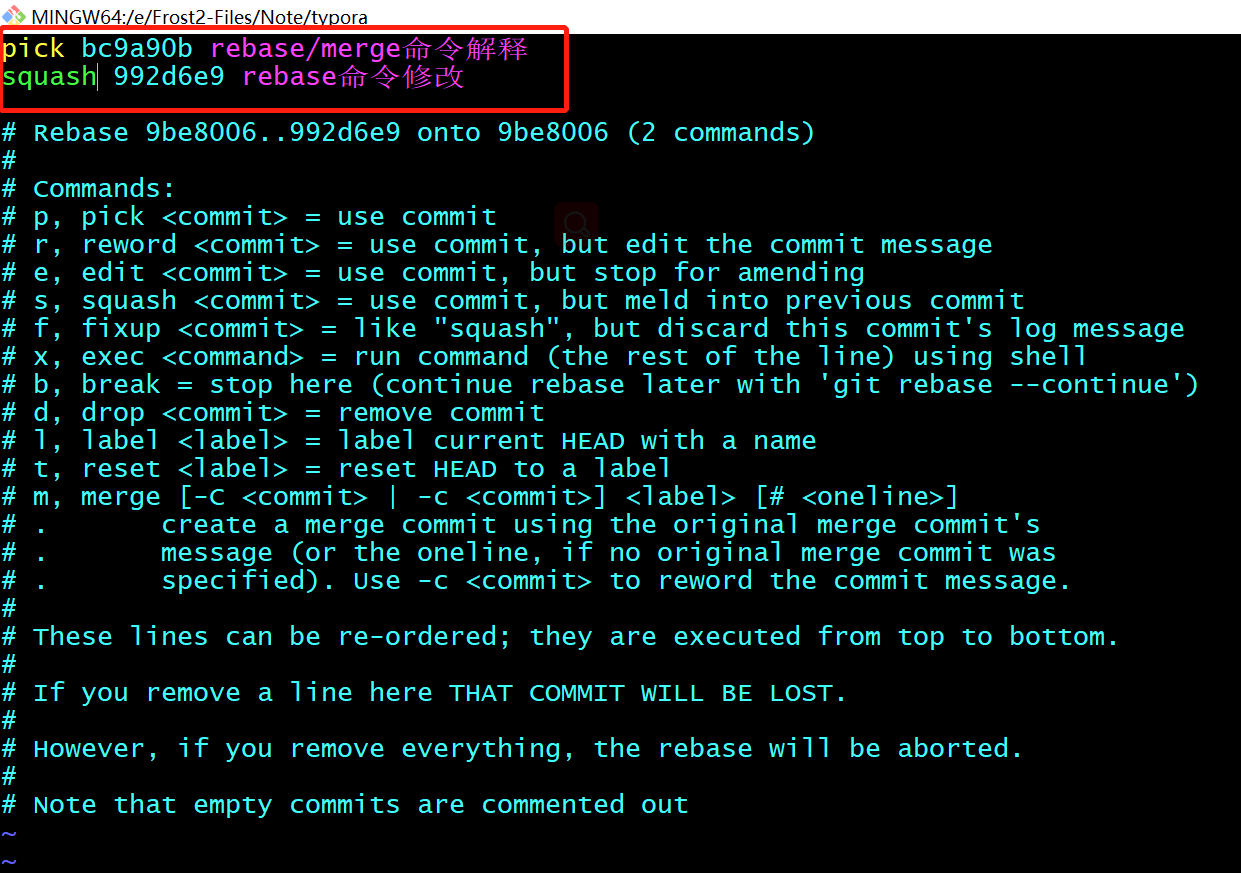 MINGW64:/e/Frost2-Files/Note/typora
pick bc9a90b rebase/merge命令解释
squash 992d6e9 rebase命令修改
# Rebase 9be8006..992d6e9 onto 9be8006 (2 commands)
#
# Commands:
# p, pick <commit> = use commit
# r, reword <commit> = use commit, but edit the commit message
# e, edit <commit> = use commit, but stop for amending
# s, squash <commit> = use commit, but meld into previous commit
# f, fixup <commit> = like "squash", but discard this commit's log message
# x, exec <command> = run command (the rest of the line) using shell
# b, break = stop here (continue rebase later with 'git rebase --continue')
# d, drop <commit> = remove commit
# l, label <label> = label current HEAD with a name
# t, reset <label> = reset HEAD to a label
# m, merge [-C <commit> | -c <commit>] <label> [# <oneline>]
# .       create a merge commit using the original merge commit's
# .       message (or the oneline, if no original merge commit was
# .       specified). Use -c <commit> to reword the commit message.
#
# These lines can be re-ordered; they are executed from top to bottom.
#
# If you remove a line here THAT COMMIT WILL BE LOST.
#
# However, if you remove everything, the rebase will be aborted.
#
# Note that empty commits are commented out
~
~